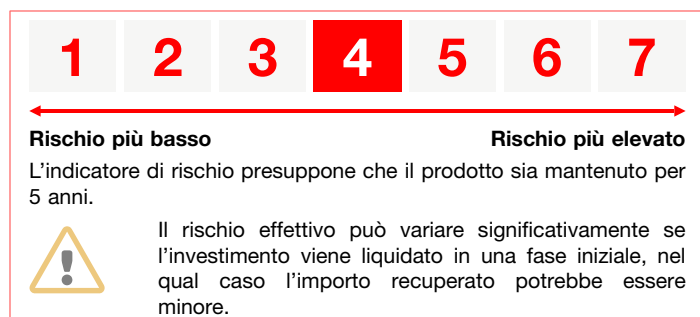 1 2 3 4 5 6 7
Rischio più basso Rischio più elevato
L'indicatore di rischio presuppone che il prodotto sia mantenuto per
5 anni.
Il rischio effettivo può variare significativamente se
l'investimento viene liquidato in una fase iniziale, nel
qual caso l'importo recuperato potrebbe essere
minore.